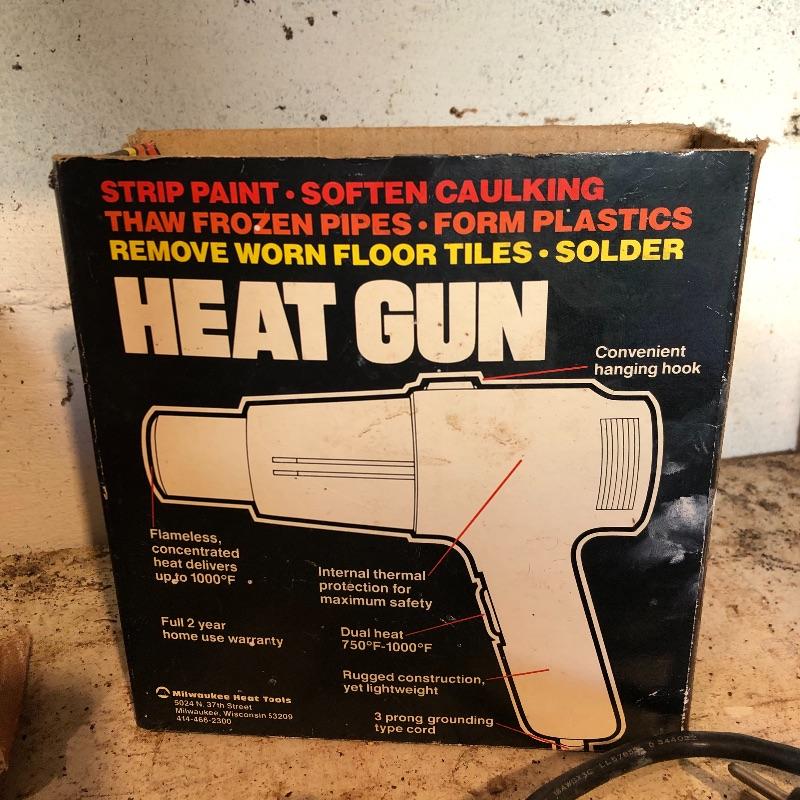 STRIP PAINT • SOFTEN CAULKING
THAW FROZEN PIPES • FORM PLASTICS
REMOVE WORN FLOOR TILES • SOLDER
HEAT GUN
Convenient
hanging hook
Flameless,
concentrated
heat delivers
up to 1000°F
Internal thermal
protection for
maximum safety
Full 2 year
home use warranty
Dual heat
750°F-1000°F
Rugged construction,
yet lightweight
3 prong grounding
type cord
Milwaukee Heat Tools
5024 N. 37th Street
Milwaukee, Wisconsin 53209
414-466-2300